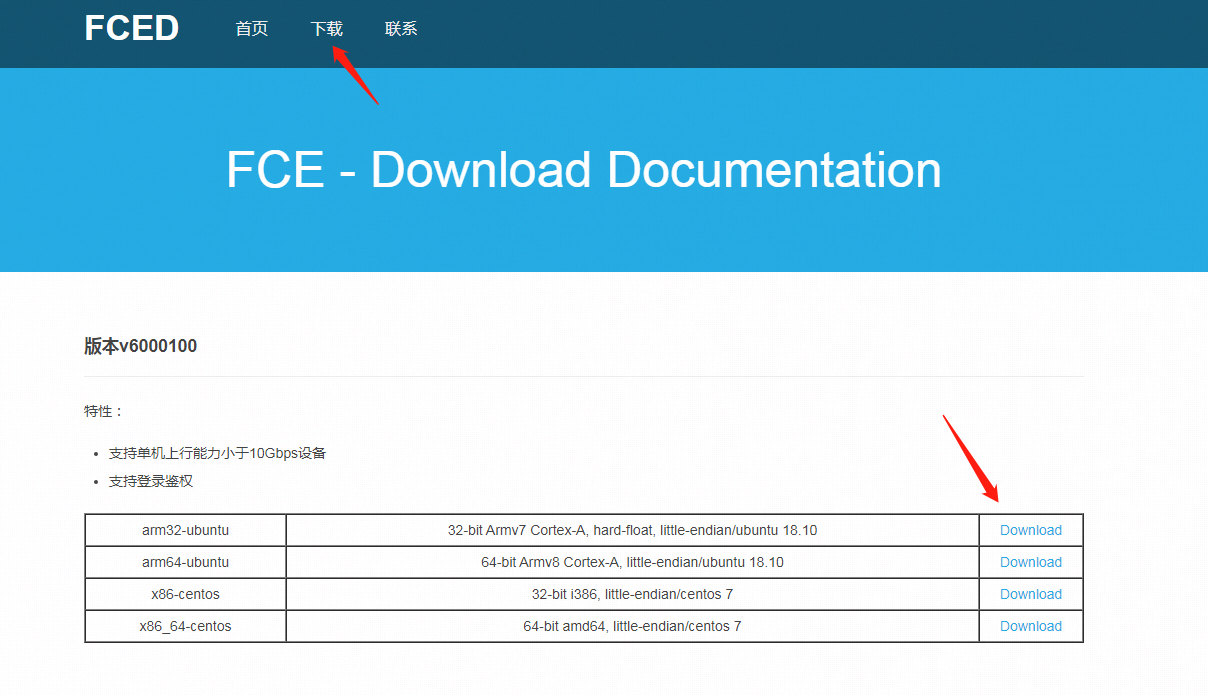 FCED 首页 下载 联系
FCE - Download Documentation
版本v6000100
特性：
支持单机上行能力小于10Gbps设备
支持登录鉴权
arm32-ubuntu 32-bit Armv7 Cortex-A, hard-float, little-endian/ubuntu 18.10 Download
arm64-ubuntu 64-bit Armv8 Cortex-A, little-endian/ubuntu 18.10 Download
x86-centos 32-bit i386, little-endian/centos 7 Download
x86_64-centos 64-bit amd64, little-endian/centos 7 Download